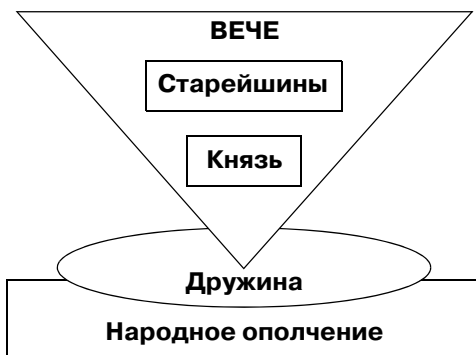 ВЕЧЕ
Старейшины
Князь
Дружина
Народное ополчение